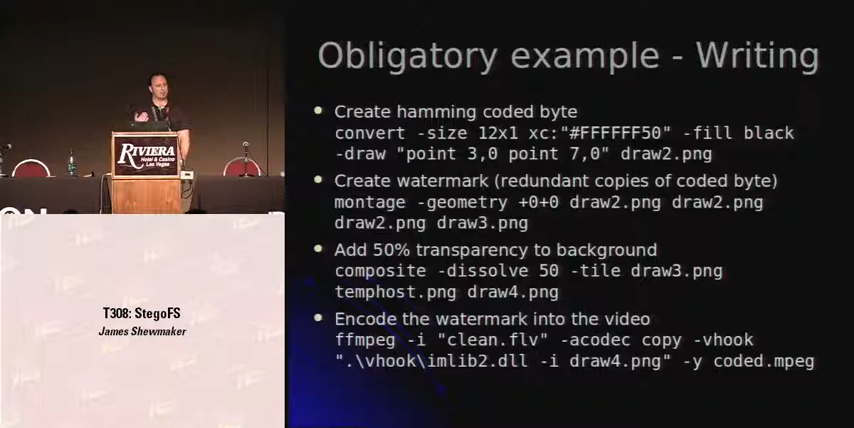 Obligatory example - Writing
Create hamming coded byte
convert -size 12x1 xc:"#FFFFFF50" -fill black
-draw "point 3,0 point 7,0" draw2.png
Create watermark (redundant copies of coded byte)
montage -geometry +0+0 draw2.png draw2.png
draw2.png draw3.png
Add 50% transparency to background
composite -dissolve 50 -tile draw3.png
temphost.png draw4.png
Encode the watermark into the video
ffmpeg -i "clean.flv" -acodec copy -vhook
".\vhook\imlib2.dll -i draw4.png" -y coded.mpeg
RIVIERA
Hotel & Casino
Las Vegas
T308: StegoFS
James Shewmaker